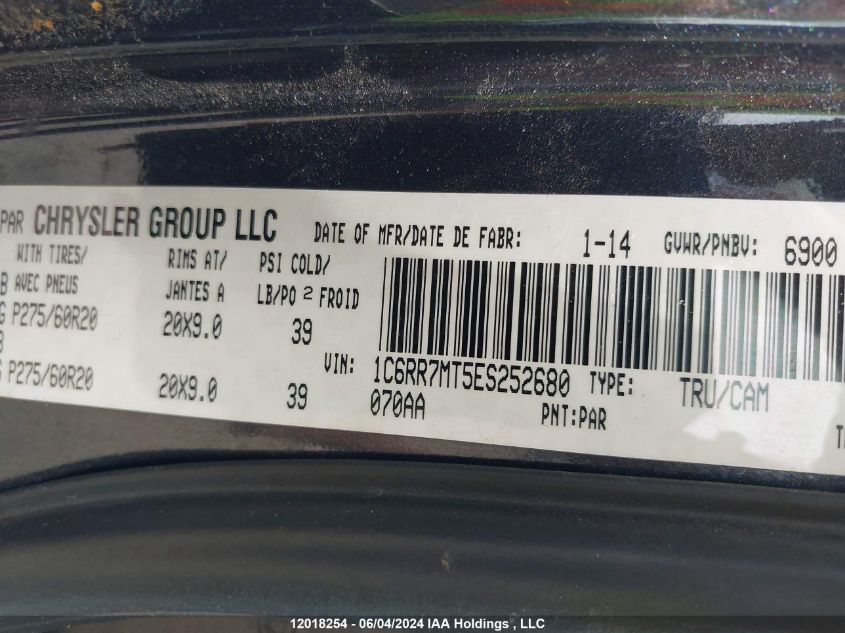 PAR CHRYSLER GROUP LLC DATE OF MFR/DATE DE FABR: 1-14 GVWR/PNBV: 6900
WITH TIRES/ RIMS AT/ PSI COLD/
AVEC PNEUS JANTES A LB/PO 2 FROID
P275/60R20 20X9.0 39
VIN: 1C6RR7MT5ES252680 TYPE: TRU/CAM
P275/60R20 20X9.0 39 070AA PNT:PAR
12018254 - 06/04/2024 IAA Holdings , LLC